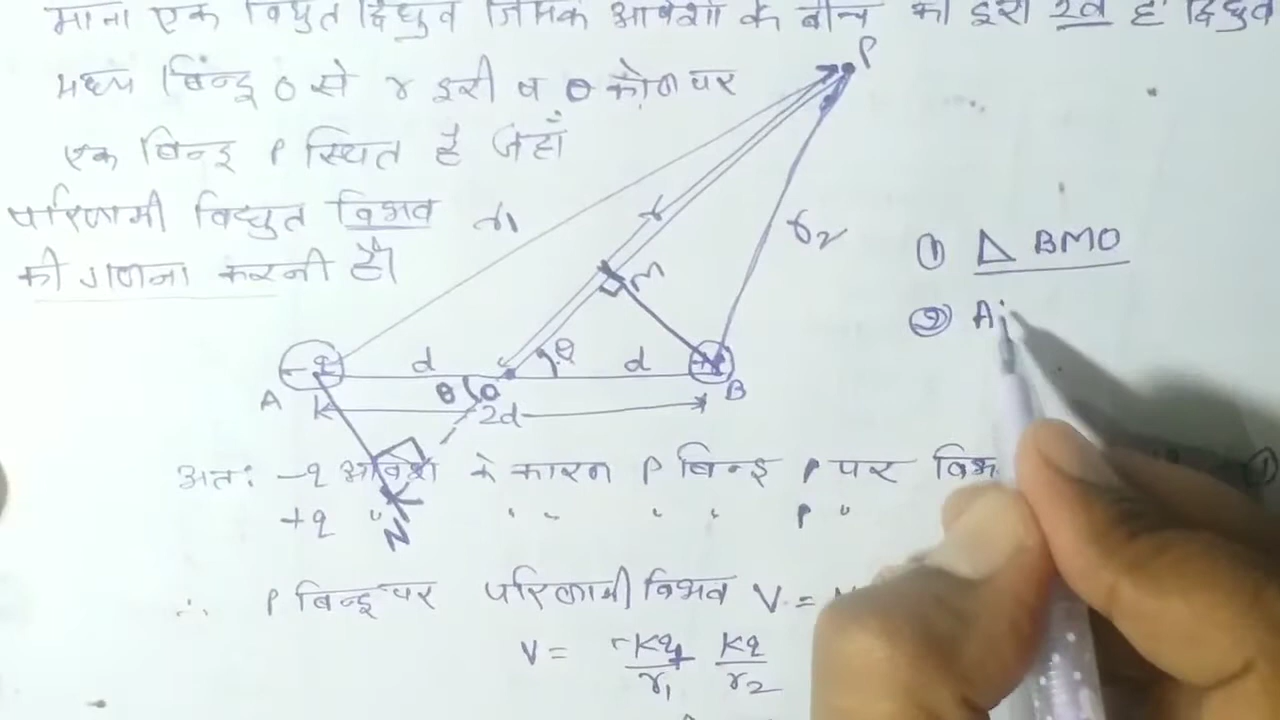 माना एक विद्युत द्विध्रुव जिसके आवेशों के बीच की दूरी 2d है द्विध्रुव
मध्य बिन्दु O से r दूरी व θ कोण पर
एक बिन्दु P स्थित है जहाँ
परिणामी विद्युत विभव
की गणना करनी है।
P
r1
r
r2
M
θ
-q
d
d
+q
A
θ
O
B
2d
N
① △ BMO
② A
अतः -q आवेश के कारण P बिन्दु P पर विभ
+q " " " " " P "
∴ P बिन्दु पर परिणामी विभव V =
V = -Kq/r1 + Kq/r2